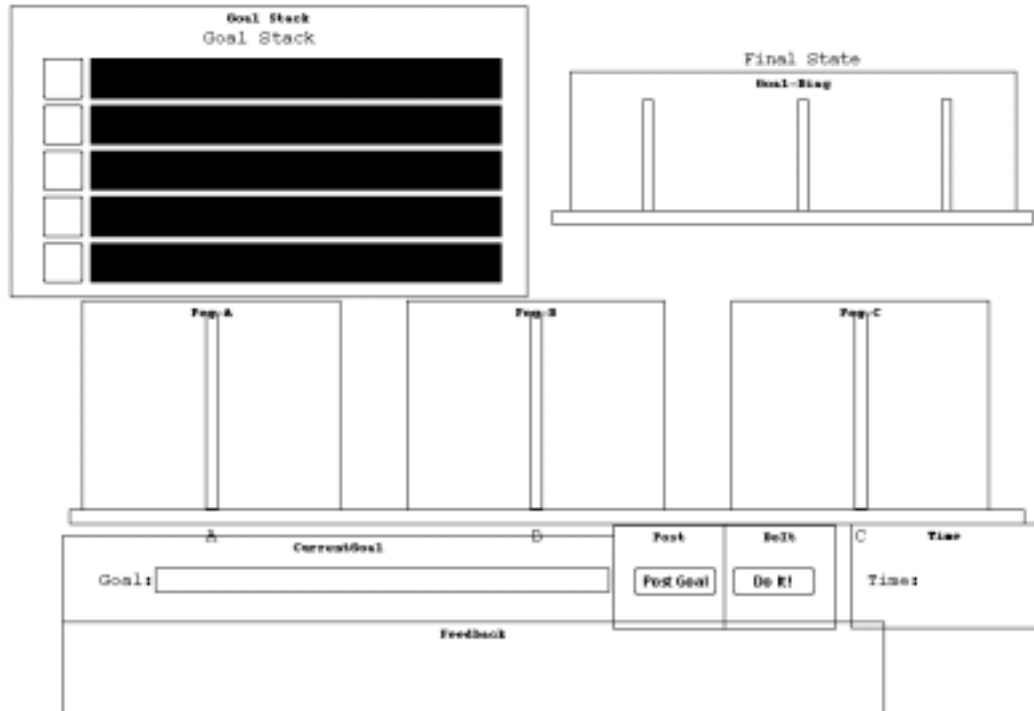 Goal Stack
Goal Stack
Final State
Goal-Diag
Peg-A
Peg-B
Peg-C
A
B
C
CurrentGoal
Post
DoIt
Time
Goal:
Post Goal
Do It!
Time:
Feedback